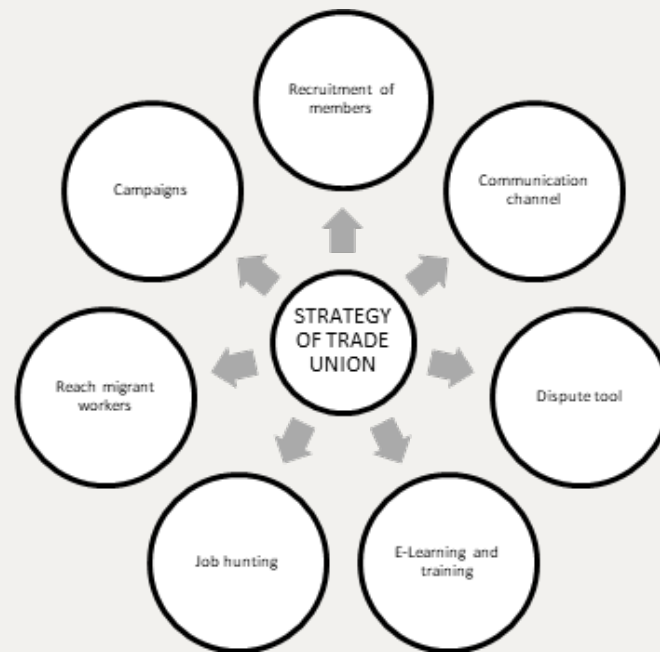 Recruitment of
members
Communication
channel
Dispute tool
E-Learning and
training
Job hunting
Reach migrant
workers
Campaigns
STRATEGY
OF TRADE
UNION